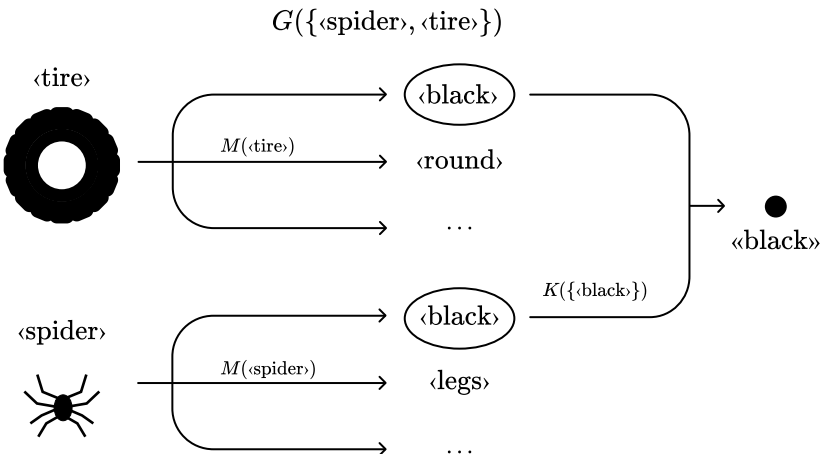 G({‹spider›, ‹tire›})
‹tire›
M(‹tire›)
‹black›
‹round›
...
«black»
‹spider›
M(‹spider›)
‹black›
K({‹black›})
‹legs›
...